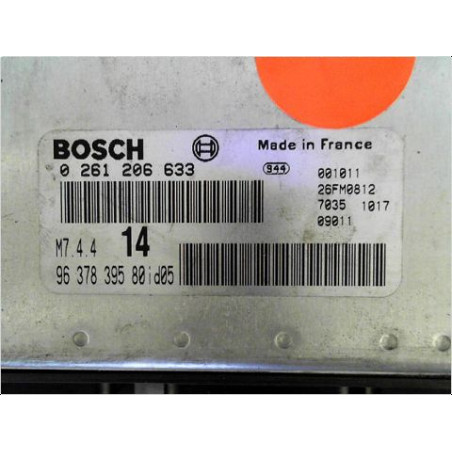 BOSCH
Made in France
0 261 206 633
944
001011
26FM0812
7035 1017
09011
M7.4.4 14
96 378 395 80 id05